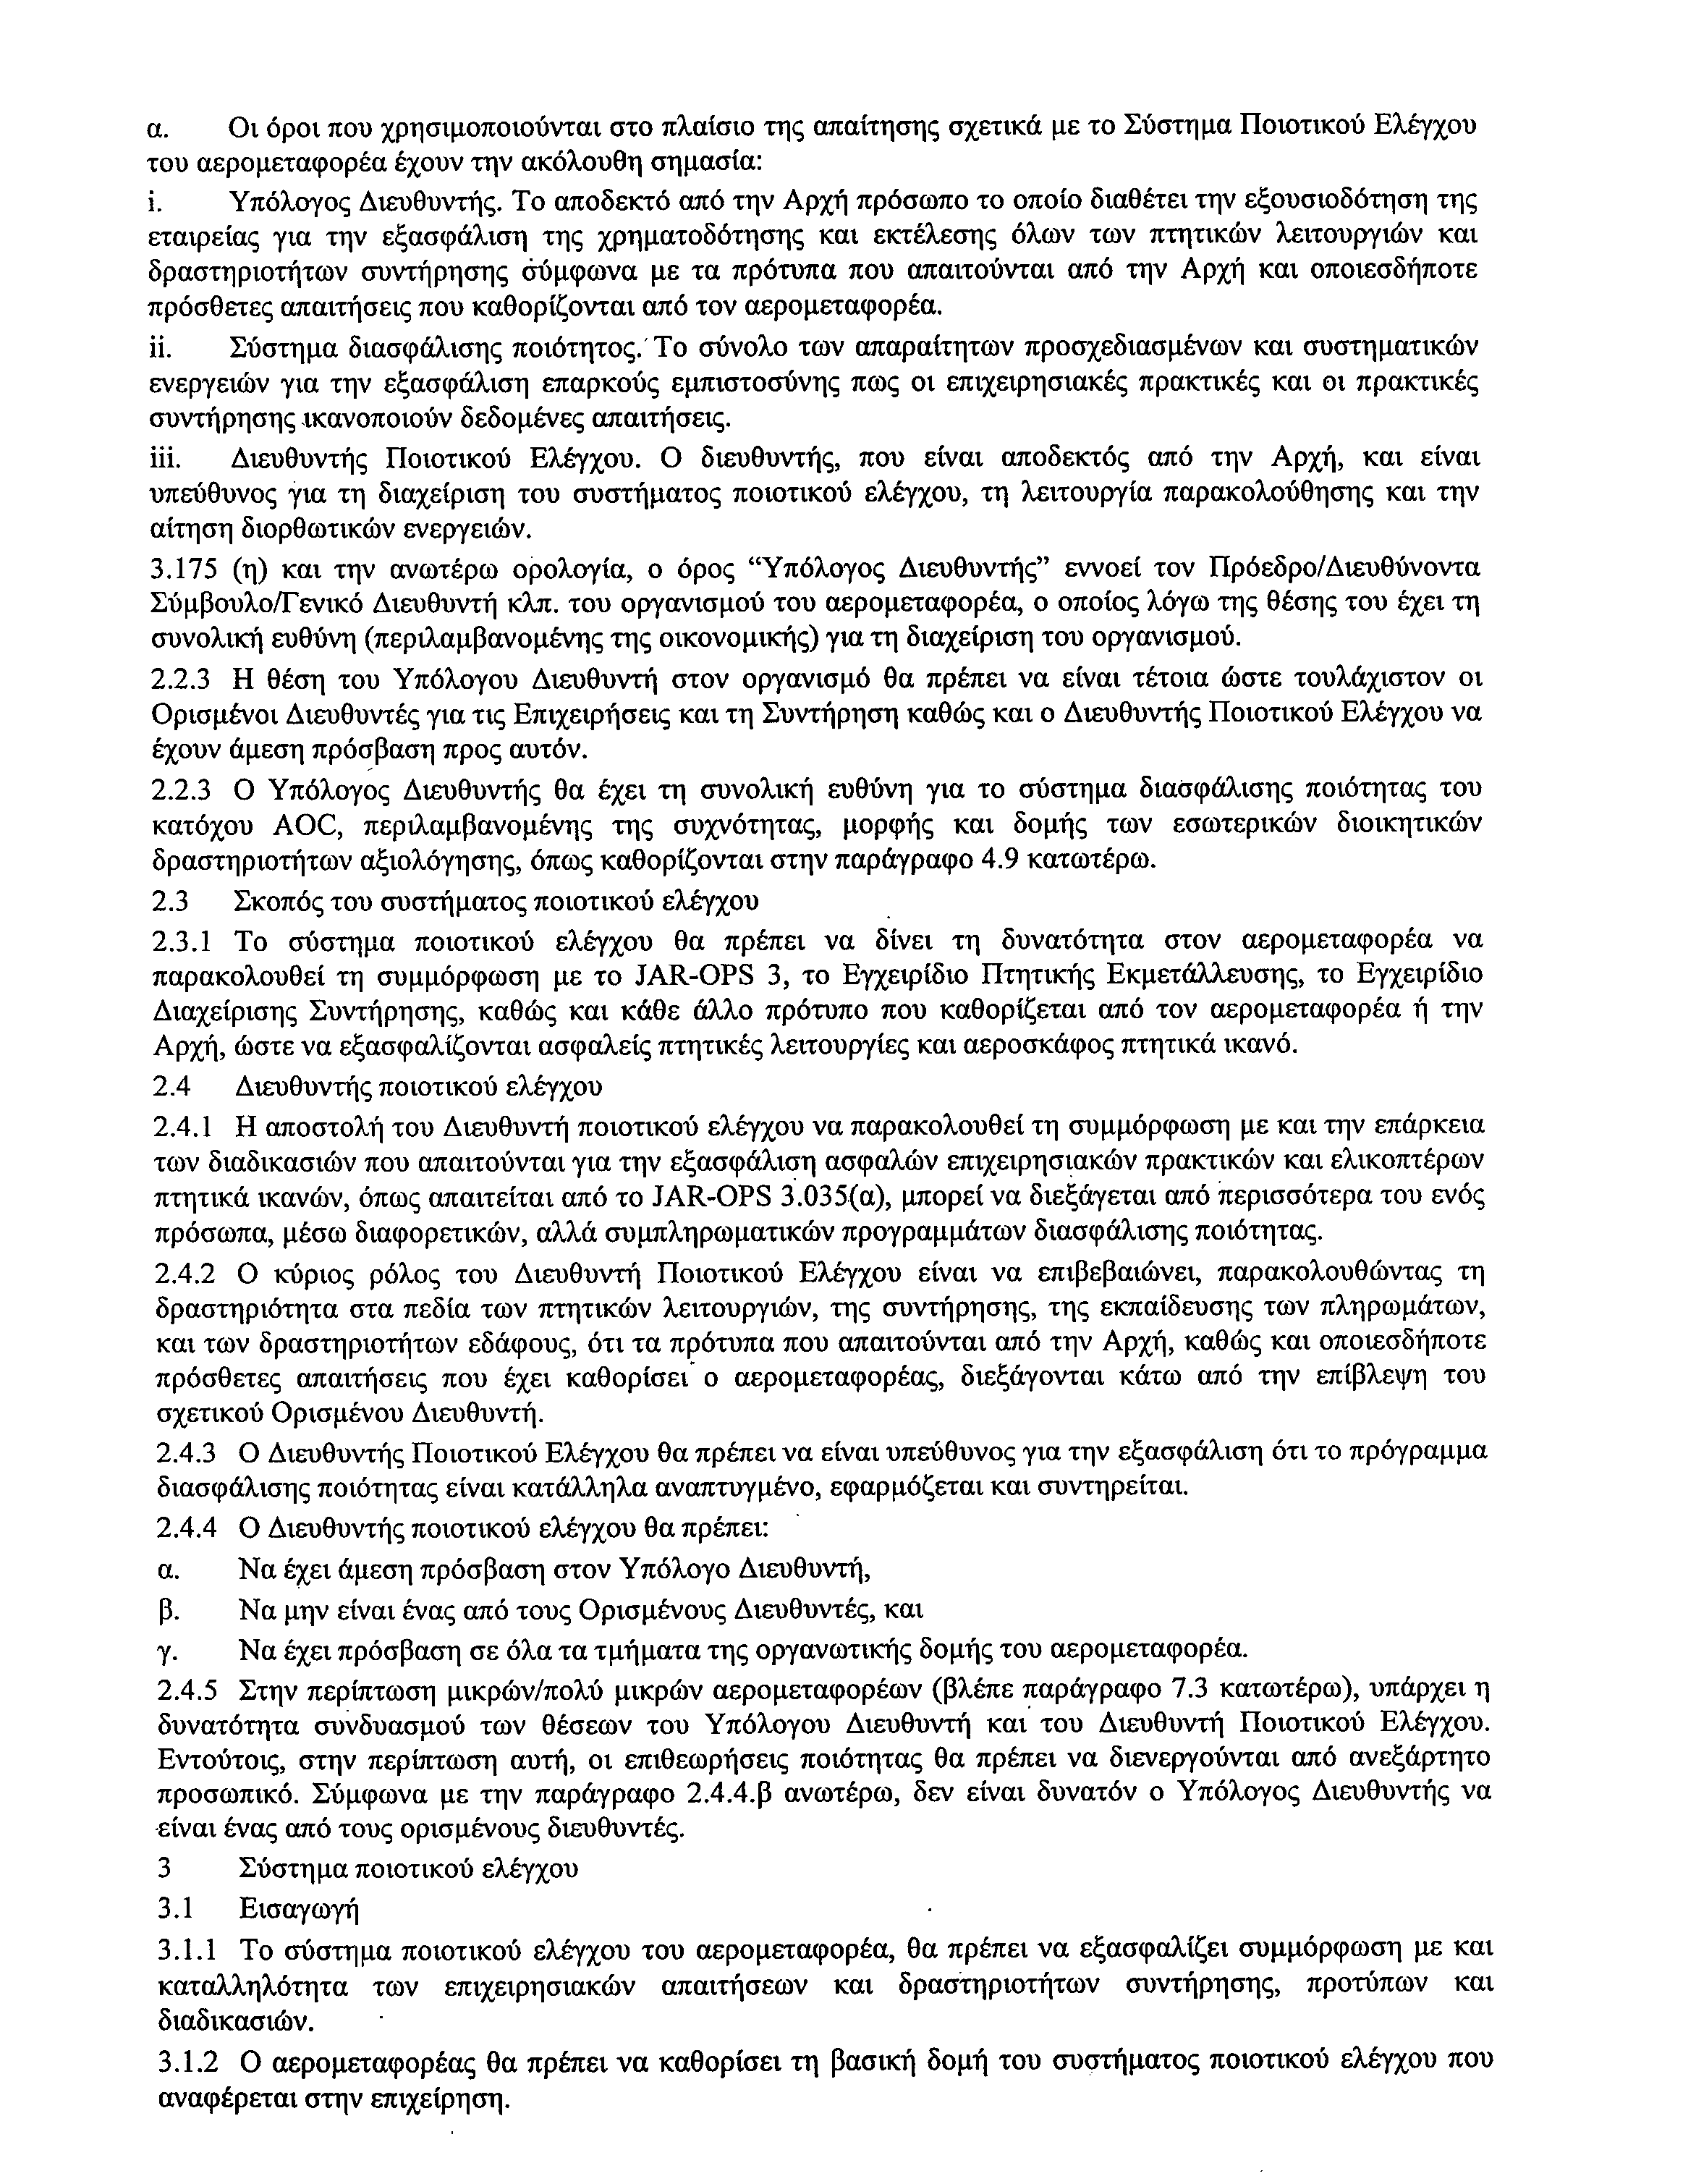 α. Οι όροι που χρησιμοποιούνται στο πλαίσιο της απαίτησης σχετικά με το Σύστημα Ποιοτικού Ελέγχου
του αερομεταφορέα έχουν την ακόλουθη σημασία:
i. Υπόλογος Διευθυντής. Το αποδεκτό από την Αρχή πρόσωπο το οποίο διαθέτει την εξουσιοδότηση της
εταιρείας για την εξασφάλιση της χρηματοδότησης και εκτέλεσης όλων των πτητικών λειτουργιών και
δραστηριοτήτων συντήρησης σύμφωνα με τα πρότυπα που απαιτούνται από την Αρχή και οποιεσδήποτε
πρόσθετες απαιτήσεις που καθορίζονται από τον αερομεταφορέα.
ii. Σύστημα διασφάλισης ποιότητος. Το σύνολο των απαραίτητων προσχεδιασμένων και συστηματικών
ενεργειών για την εξασφάλιση επαρκούς εμπιστοσύνης πως οι επιχειρησιακές πρακτικές και οι πρακτικές
συντήρησης ικανοποιούν δεδομένες απαιτήσεις.
iii. Διευθυντής Ποιοτικού Ελέγχου. Ο διευθυντής, που είναι αποδεκτός από την Αρχή, και είναι
υπεύθυνος για τη διαχείριση του συστήματος ποιοτικού ελέγχου, τη λειτουργία παρακολούθησης και την
αίτηση διορθωτικών ενεργειών.
3.175 (η) και την ανωτέρω ορολογία, ο όρος “Υπόλογος Διευθυντής” εννοεί τον Πρόεδρο/Διευθύνοντα
Σύμβουλο/Γενικό Διευθυντή κλπ. του οργανισμού του αερομεταφορέα, ο οποίος λόγω της θέσης του έχει τη
συνολική ευθύνη (περιλαμβανομένης της οικονομικής) για τη διαχείριση του οργανισμού.
2.2.3 Η θέση του Υπόλογου Διευθυντή στον οργανισμό θα πρέπει να είναι τέτοια ώστε τουλάχιστον οι
Ορισμένοι Διευθυντές για τις Επιχειρήσεις και τη Συντήρηση καθώς και ο Διευθυντής Ποιοτικού Ελέγχου να
έχουν άμεση πρόσβαση προς αυτόν.
2.2.3 Ο Υπόλογος Διευθυντής θα έχει τη συνολική ευθύνη για το σύστημα διασφάλισης ποιότητας του
κατόχου AOC, περιλαμβανομένης της συχνότητας, μορφής και δομής των εσωτερικών διοικητικών
δραστηριοτήτων αξιολόγησης, όπως καθορίζονται στην παράγραφο 4.9 κατωτέρω.
2.3 Σκοπός του συστήματος ποιοτικού ελέγχου
2.3.1 Το σύστημα ποιοτικού ελέγχου θα πρέπει να δίνει τη δυνατότητα στον αερομεταφορέα να
παρακολουθεί τη συμμόρφωση με το JAR-OPS 3, το Εγχειρίδιο Πτητικής Εκμετάλλευσης, το Εγχειρίδιο
Διαχείρισης Συντήρησης, καθώς και κάθε άλλο πρότυπο που καθορίζεται από τον αερομεταφορέα ή την
Αρχή, ώστε να εξασφαλίζονται ασφαλείς πτητικές λειτουργίες και αεροσκάφος πτητικά ικανό.
2.4 Διευθυντής ποιοτικού ελέγχου
2.4.1 Η αποστολή του Διευθυντή ποιοτικού ελέγχου να παρακολουθεί τη συμμόρφωση με και την επάρκεια
των διαδικασιών που απαιτούνται για την εξασφάλιση ασφαλών επιχειρησιακών πρακτικών και ελικοπτέρων
πτητικά ικανών, όπως απαιτείται από το JAR-OPS 3.035(α), μπορεί να διεξάγεται από περισσότερα του ενός
πρόσωπα, μέσω διαφορετικών, αλλά συμπληρωματικών προγραμμάτων διασφάλισης ποιότητας.
2.4.2 Ο κύριος ρόλος του Διευθυντή Ποιοτικού Ελέγχου είναι να επιβεβαιώνει, παρακολουθώντας τη
δραστηριότητα στα πεδία των πτητικών λειτουργιών, της συντήρησης, της εκπαίδευσης των πληρωμάτων,
και των δραστηριοτήτων εδάφους, ότι τα πρότυπα που απαιτούνται από την Αρχή, καθώς και οποιεσδήποτε
πρόσθετες απαιτήσεις που έχει καθορίσει ο αερομεταφορέας, διεξάγονται κάτω από την επίβλεψη του
σχετικού Ορισμένου Διευθυντή.
2.4.3 Ο Διευθυντής Ποιοτικού Ελέγχου θα πρέπει να είναι υπεύθυνος για την εξασφάλιση ότι το πρόγραμμα
διασφάλισης ποιότητας είναι κατάλληλα αναπτυγμένο, εφαρμόζεται και συντηρείται.
2.4.4 Ο Διευθυντής ποιοτικού ελέγχου θα πρέπει:
α. Να έχει άμεση πρόσβαση στον Υπόλογο Διευθυντή,
β. Να μην είναι ένας από τους Ορισμένους Διευθυντές, και
γ. Να έχει πρόσβαση σε όλα τα τμήματα της οργανωτικής δομής του αερομεταφορέα.
2.4.5 Στην περίπτωση μικρών/πολύ μικρών αερομεταφορέων (βλέπε παράγραφο 7.3 κατωτέρω), υπάρχει η
δυνατότητα συνδυασμού των θέσεων του Υπόλογου Διευθυντή και του Διευθυντή Ποιοτικού Ελέγχου.
Εντούτοις, στην περίπτωση αυτή, οι επιθεωρήσεις ποιότητας θα πρέπει να διενεργούνται από ανεξάρτητο
προσωπικό. Σύμφωνα με την παράγραφο 2.4.4.β ανωτέρω, δεν είναι δυνατόν ο Υπόλογος Διευθυντής να
είναι ένας από τους ορισμένους διευθυντές.
3 Σύστημα ποιοτικού ελέγχου
3.1 Εισαγωγή
3.1.1 Το σύστημα ποιοτικού ελέγχου του αερομεταφορέα, θα πρέπει να εξασφαλίζει συμμόρφωση με και
καταλληλότητα των επιχειρησιακών απαιτήσεων και δραστηριοτήτων συντήρησης, προτύπων και
διαδικασιών.
3.1.2 Ο αερομεταφορέας θα πρέπει να καθορίσει τη βασική δομή του συστήματος ποιοτικού ελέγχου που
αναφέρεται στην επιχείρηση.